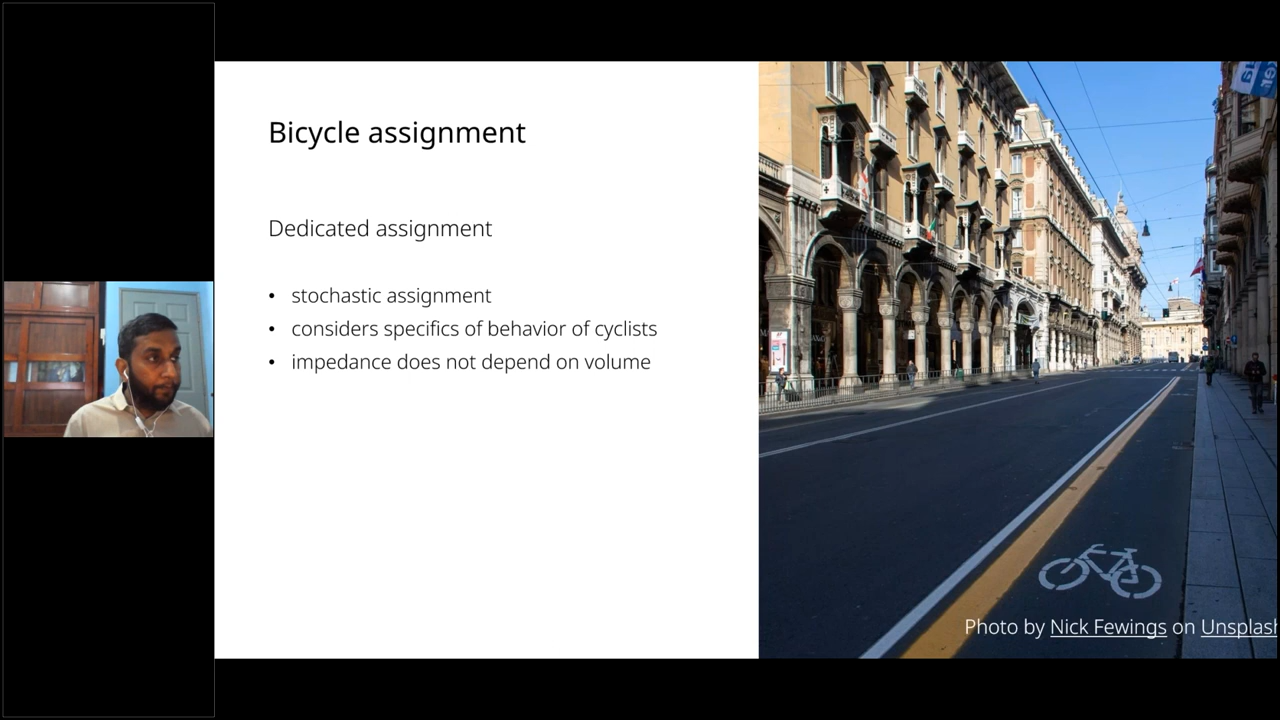 Bicycle assignment
Dedicated assignment
• stochastic assignment
• considers specifics of behavior of cyclists
• impedance does not depend on volume
Photo by Nick Fewings on Unsplash